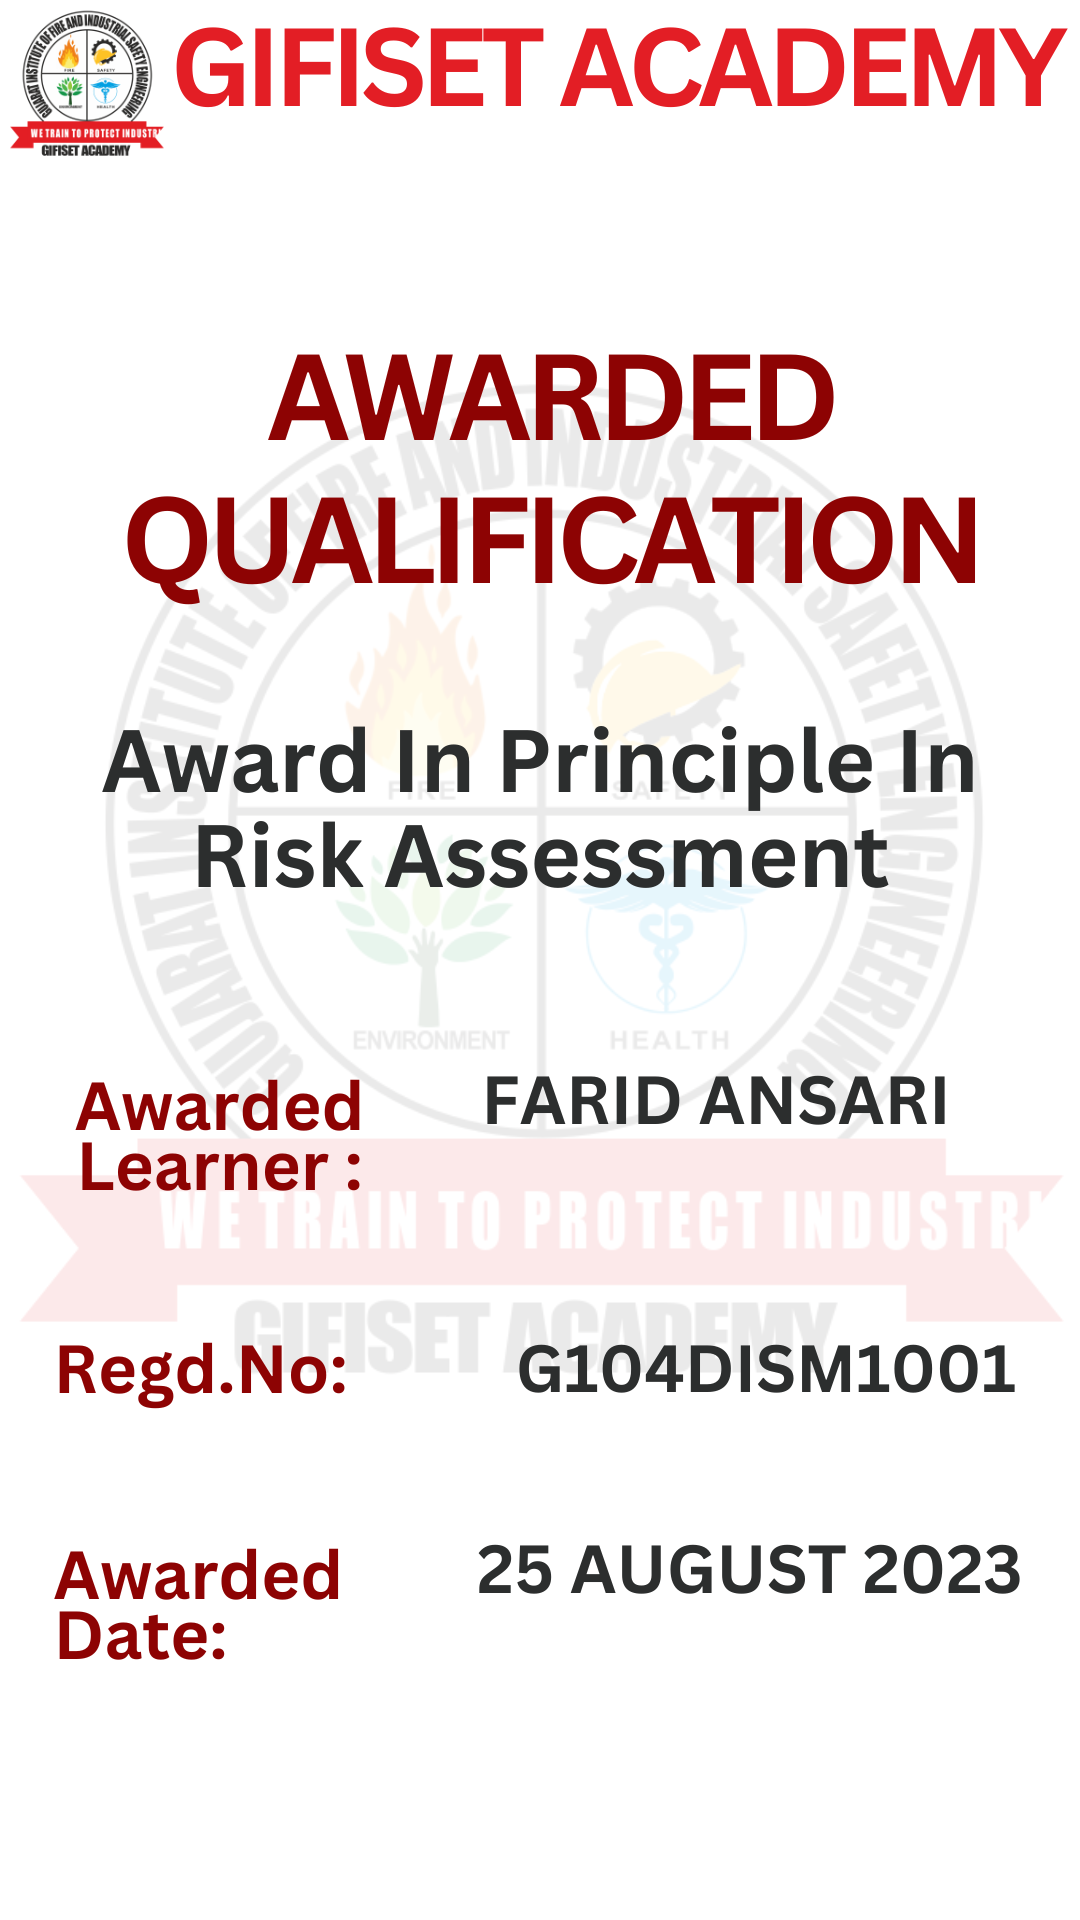 GUJARAT INSTITUTE OF FIRE AND INDUSTRIAL SAFETY ENGINEERING
FIRE SAFETY
ENVIRONMENT HEALTH
WE TRAIN TO PROTECT INDUSTR
GIFISET ACADEMY
GIFISET ACADEMY
AWARDED
QUALIFICATION
Award In Principle In
Risk Assessment
Awarded
Learner :
FARID ANSARI
Regd.No:
G104DISM1001
Awarded
Date:
25 AUGUST 2023
GUJARAT INSTITUTE OF FIRE AND INDUSTRIAL SAFETY ENGINEERING
FIRE SAFETY
ENVIRONMENT HEALTH
WE TRAIN TO PROTECT INDUSTR
GIFISET ACADEMY